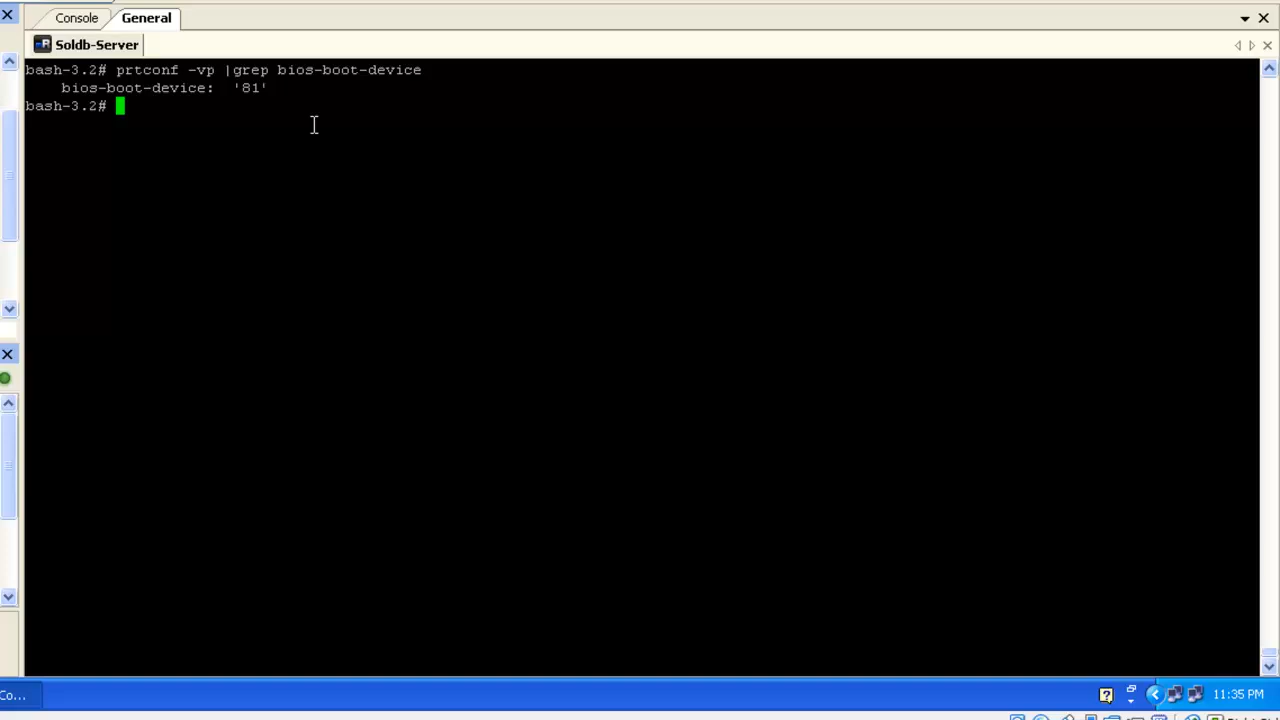 Console
General
Soldb-Server
bash-3.2# prtconf -vp |grep bios-boot-device
bios-boot-device: '81'
bash-3.2#
Co...
11:35 PM